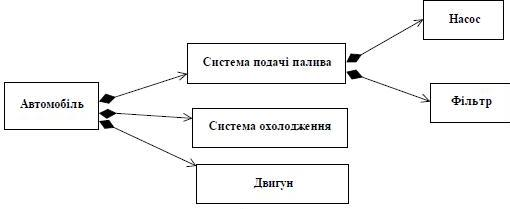 Насос
Система подачі палива
Автомобіль
Фільтр
Система охолодження
Двигун